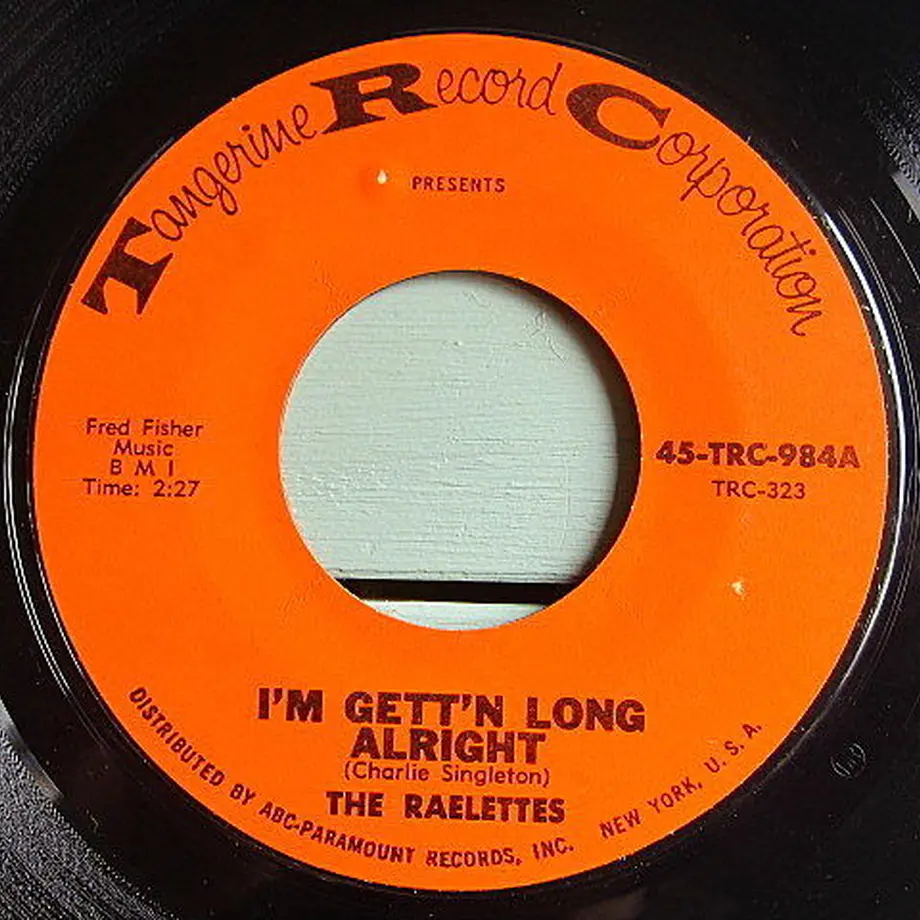 Tangerine Record Corporation
PRESENTS
Fred Fisher
Music
B M I
Time: 2:27
45-TRC-984A
TRC-323
I'M GETT'N LONG
ALRIGHT
(Charlie Singleton)
THE RAELETTES
DISTRIBUTED BY ABC-PARAMOUNT RECORDS, INC. NEW YORK, U. S. A.